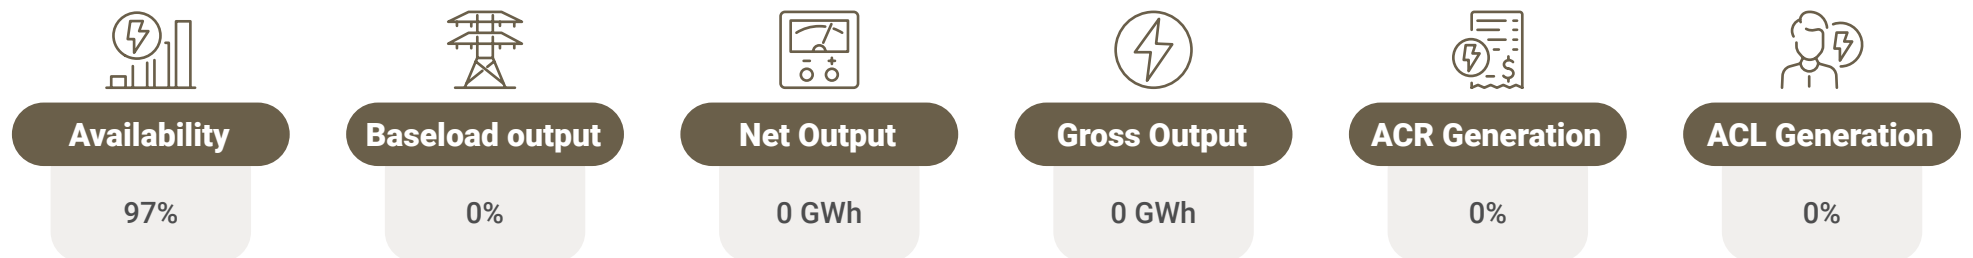 Availability
97%
Baseload output
0%
Net Output
0 GWh
Gross Output
0 GWh
$
ACR Generation
0%
ACL Generation
0%